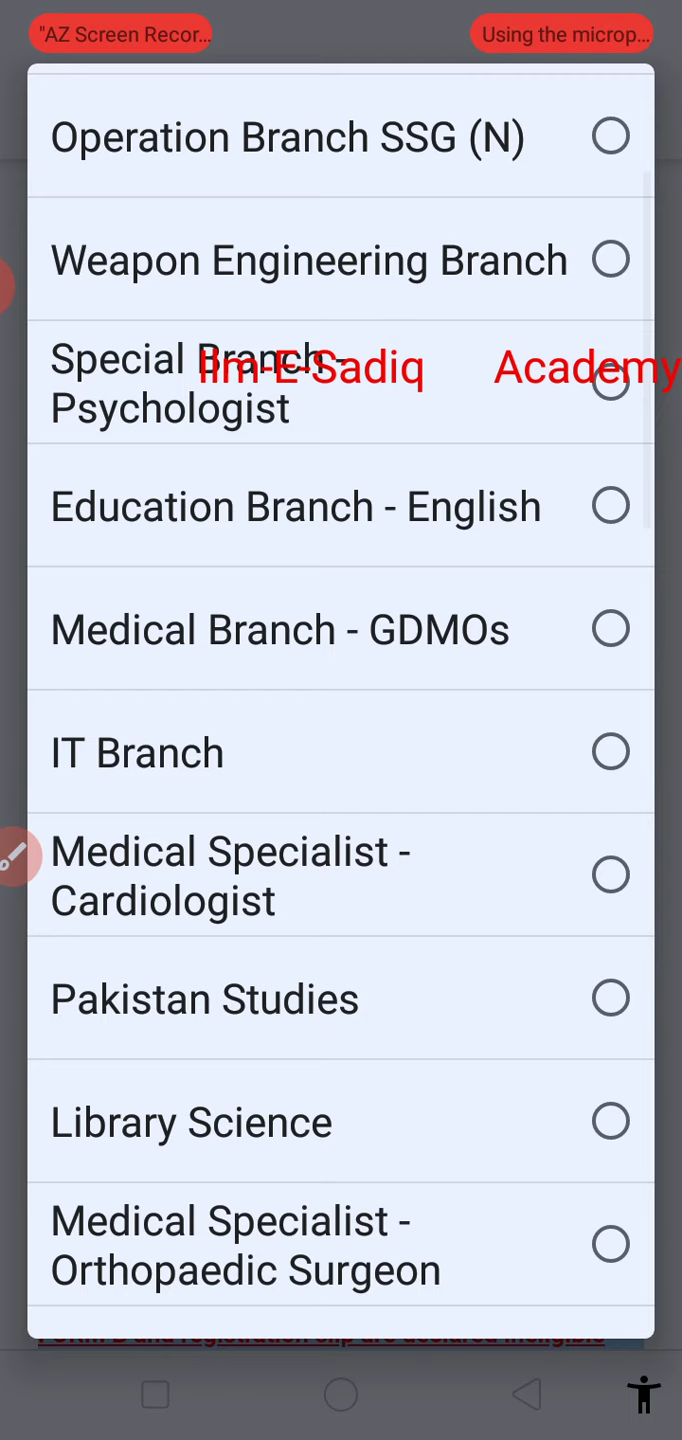 "AZ Screen Recor...
Using the microp...
Operation Branch SSG (N)
Weapon Engineering Branch
Special Branch -
Ilm-E-Sadiq Academy
Psychologist
Education Branch - English
Medical Branch - GDMOs
IT Branch
Medical Specialist -
Cardiologist
Pakistan Studies
Library Science
Medical Specialist -
Orthopaedic Surgeon